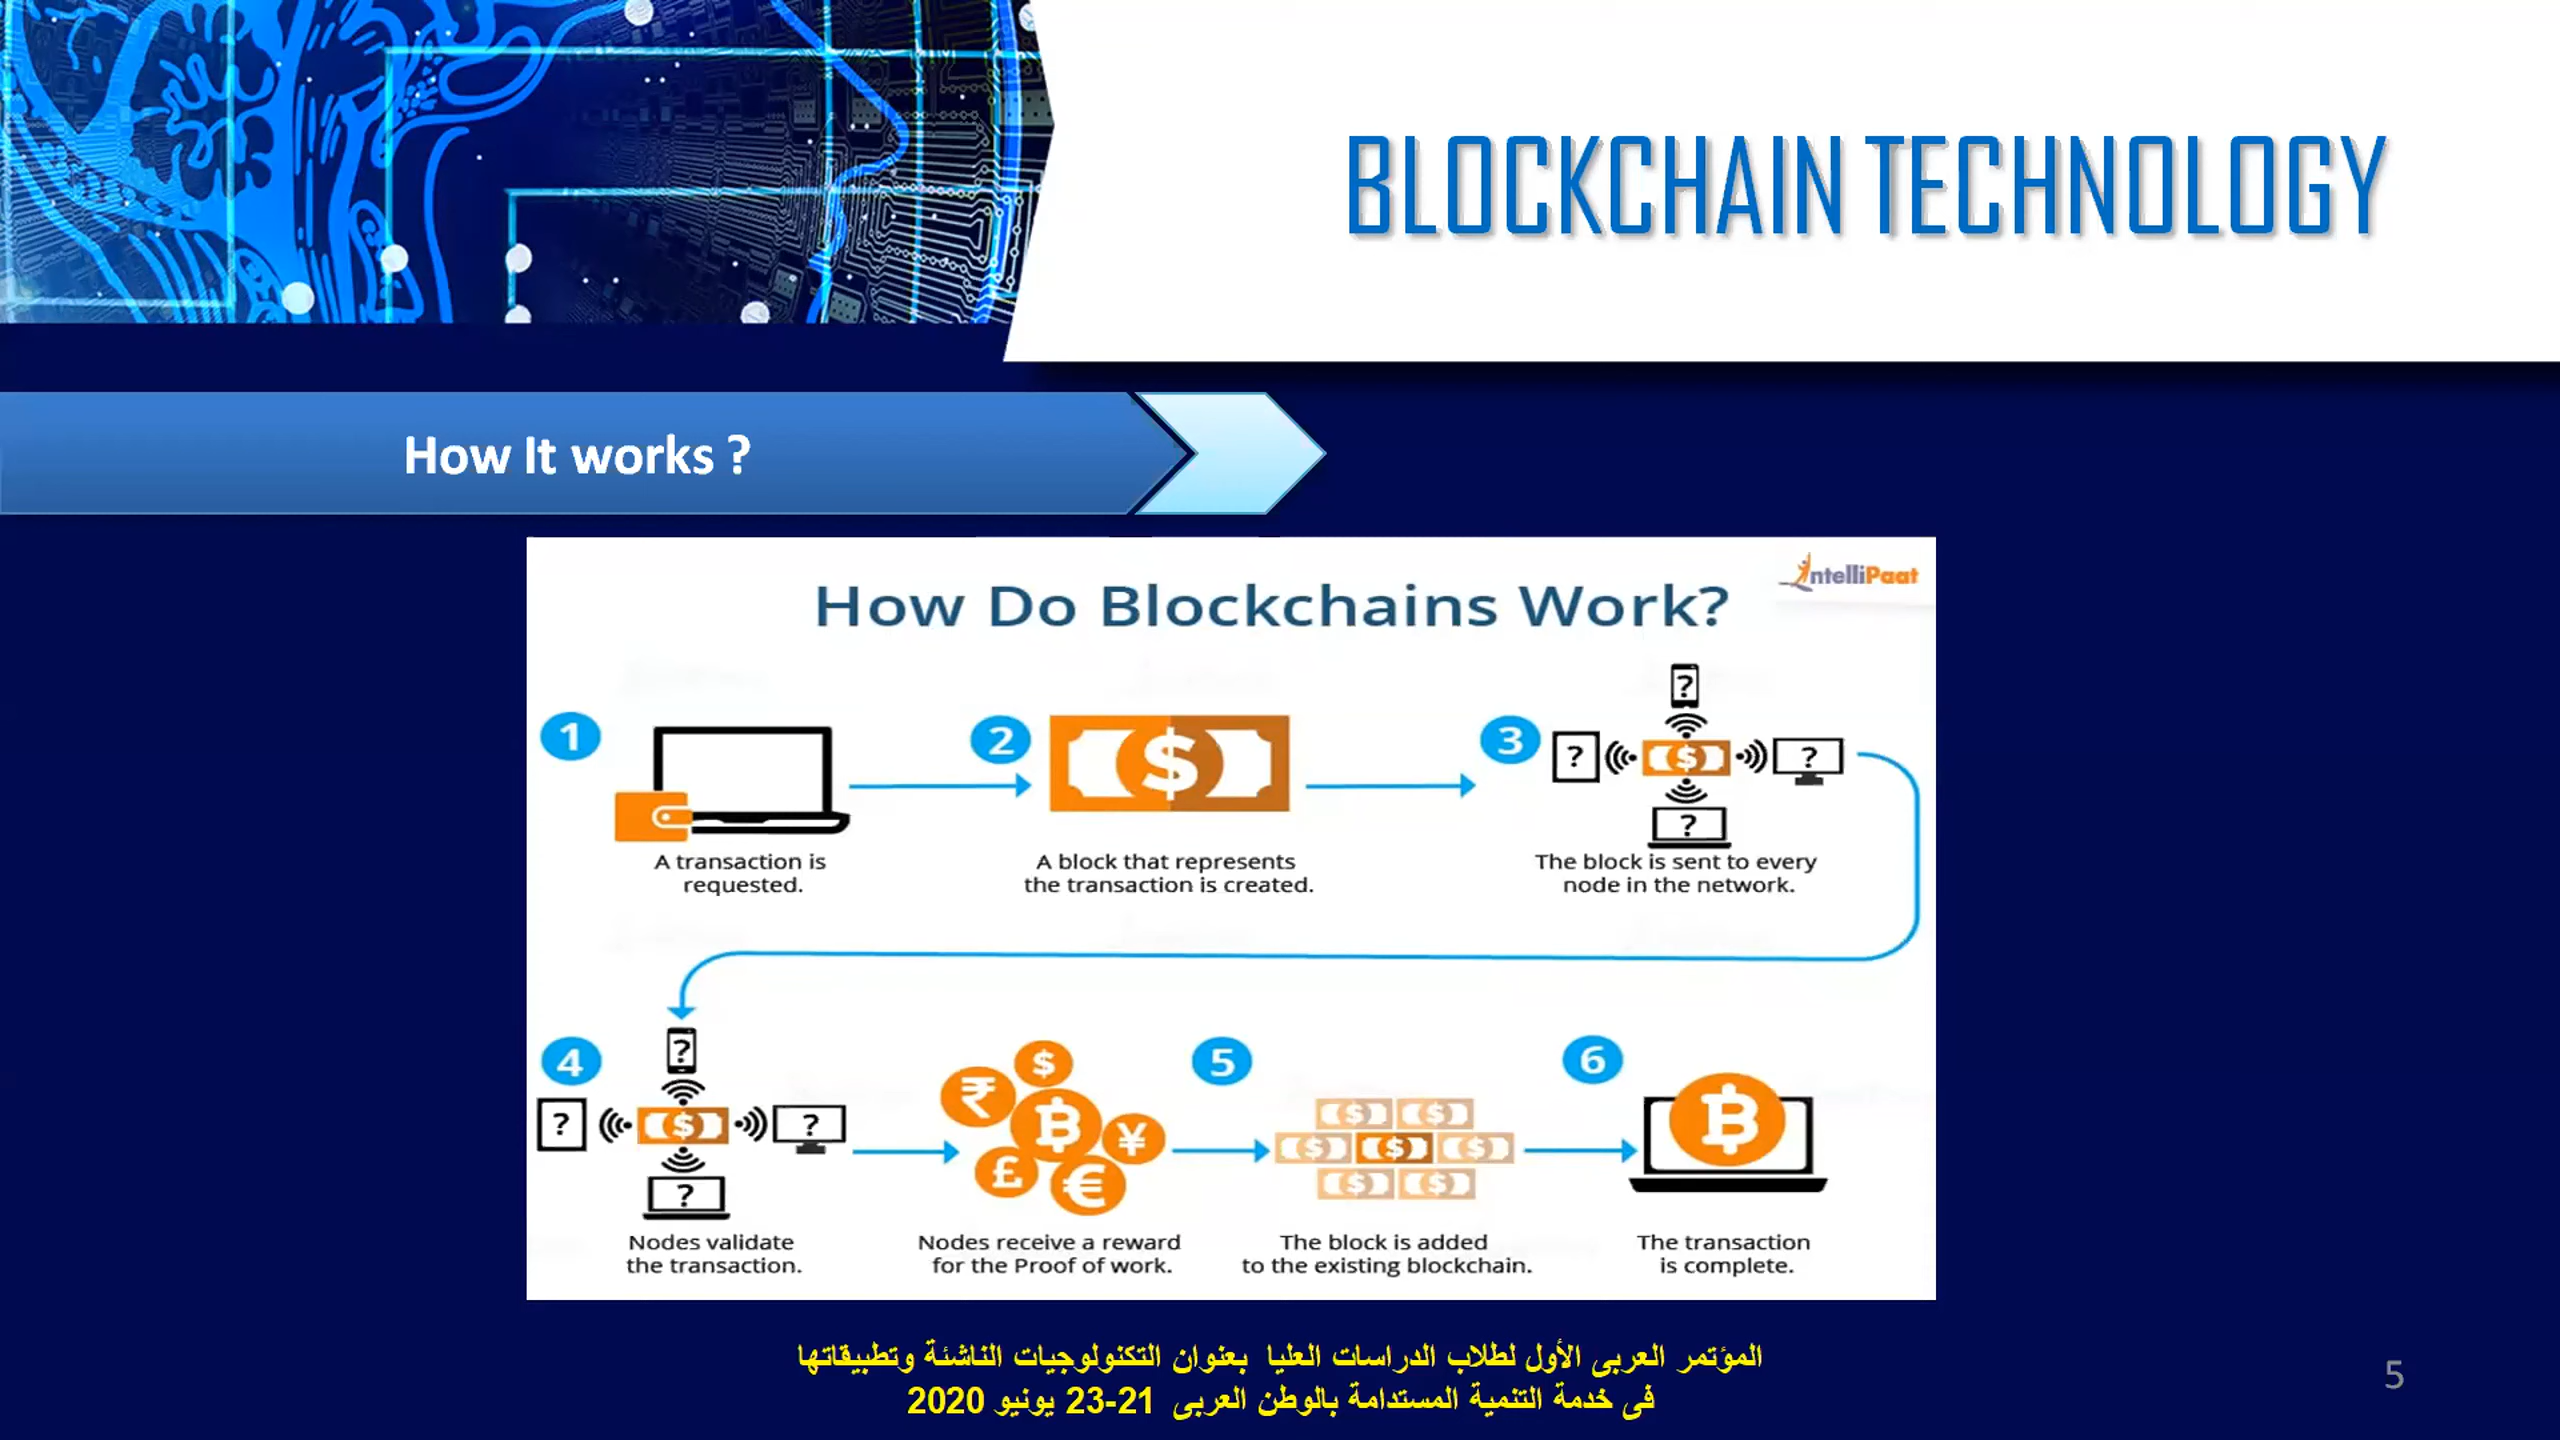 BLOCKCHAIN TECHNOLOGY
How It works ?
IntelliPaat
How Do Blockchains Work?
1
2
$
3
?
?
$
?
?
A transaction is
requested.
A block that represents
the transaction is created.
The block is sent to every
node in the network.
4
?
?
$
?
?
₹
$
₿
¥
£
€
5
$ $
$ $ $
$ $
6
₿
Nodes validate
the transaction.
Nodes receive a reward
for the Proof of work.
The block is added
to the existing blockchain.
The transaction
is complete.
المؤتمر العربى الأول لطلاب الدراسات العليا بعنوان التكنولوجيات الناشئة وتطبيقاتها
فى خدمة التنمية المستدامة بالوطن العربى 21-23 يونيو 2020
5